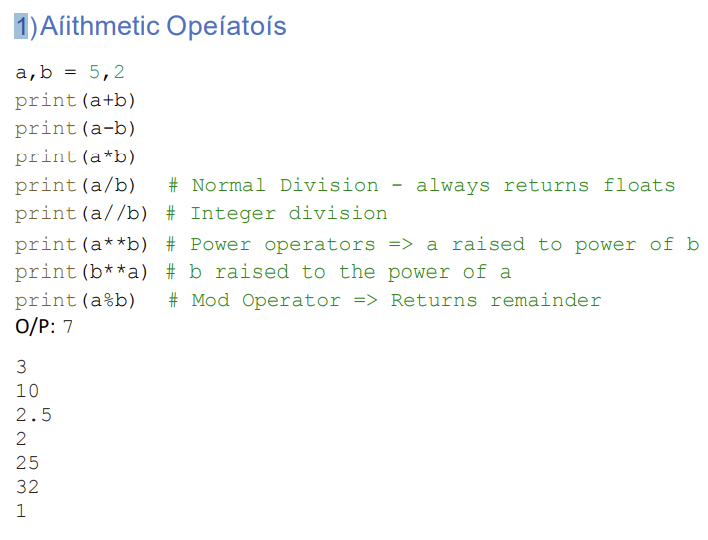 1) Aíithmetic Opeíatoís
a,b = 5,2
print(a+b)
print(a-b)
print(a*b)
print(a/b)  # Normal Division - always returns floats
print(a//b) # Integer division
print(a**b) # Power operators => a raised to power of b
print(b**a) # b raised to the power of a
print(a%b)  # Mod Operator => Returns remainder
O/P: 7
3
10
2.5
2
25
32
1